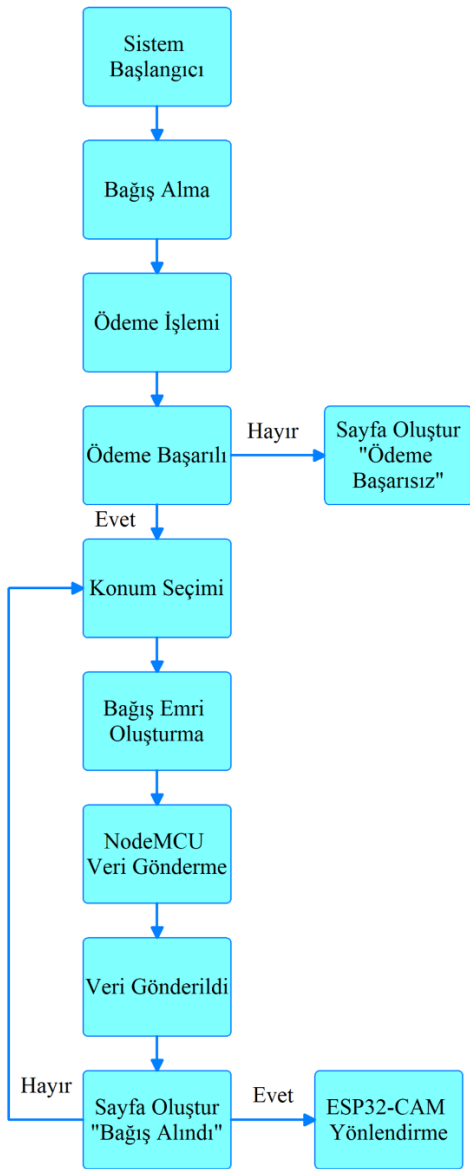 Sistem
Başlangıcı
Bağış Alma
Ödeme İşlemi
Ödeme Başarılı
Hayır
Sayfa Oluştur
"Ödeme
Başarısız"
Evet
Konum Seçimi
Bağış Emri
Oluşturma
NodeMCU
Veri Gönderme
Veri Gönderildi
Hayır
Sayfa Oluştur
"Bağış Alındı"
Evet
ESP32-CAM
Yönlendirme